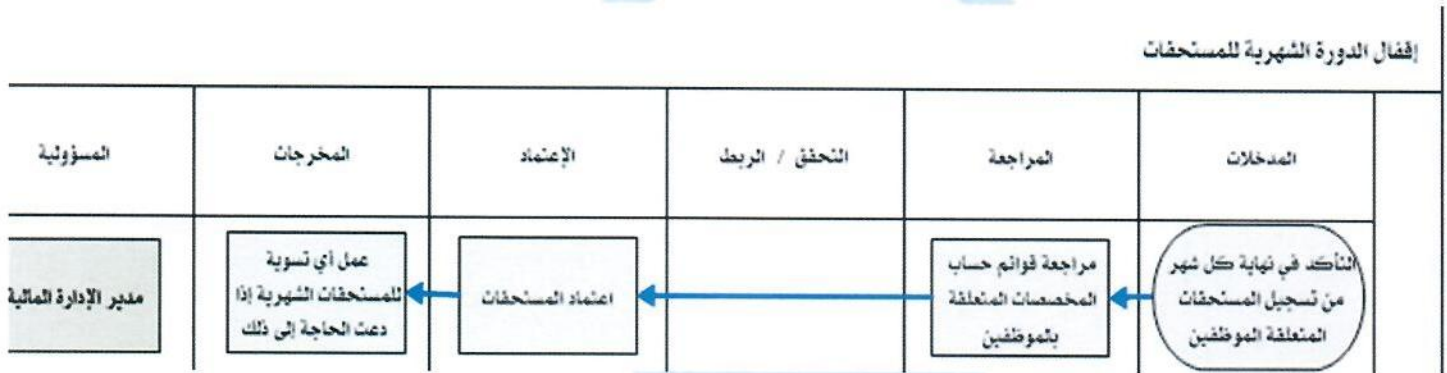 إقفال الدورة الشهرية للمستحقات
المدخلات
المراجعة
التحقق / الربط
الإعتماد
المخرجات
المسؤولية
التأكد في نهاية كل شهر
من تسجيل المستحقات
المتعلقة الموظفين
مراجعة قوائم حساب
المخصصات المتعلقة
بالموظفين
اعتماد المستحقات
عمل أي تسوية
للمستحقات الشهرية إذا
دعت الحاجة إلى ذلك
مدير الإدارة المالية